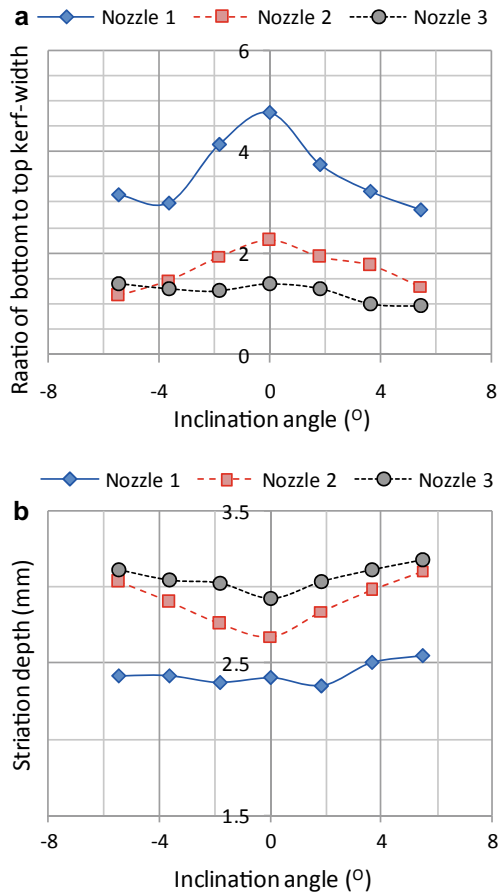 a
Nozzle 1 Nozzle 2 Nozzle 3
6
4
2
0
-8 -4 0 4 8
Raatio of bottom to top kerf-width
Inclination angle (O)
Nozzle 1 Nozzle 2 Nozzle 3
b
3.5
2.5
1.5
-8 -4 0 4 8
Striation depth (mm)
Inclination angle (O)